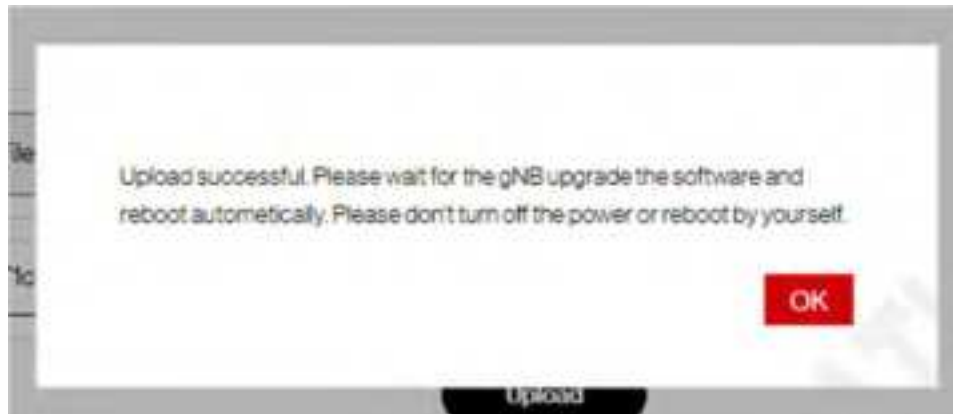 Upload successful. Please wait for the gNB upgrade the software and
reboot autometically. Please don't turn off the power or reboot by yourself.
OK
Upload